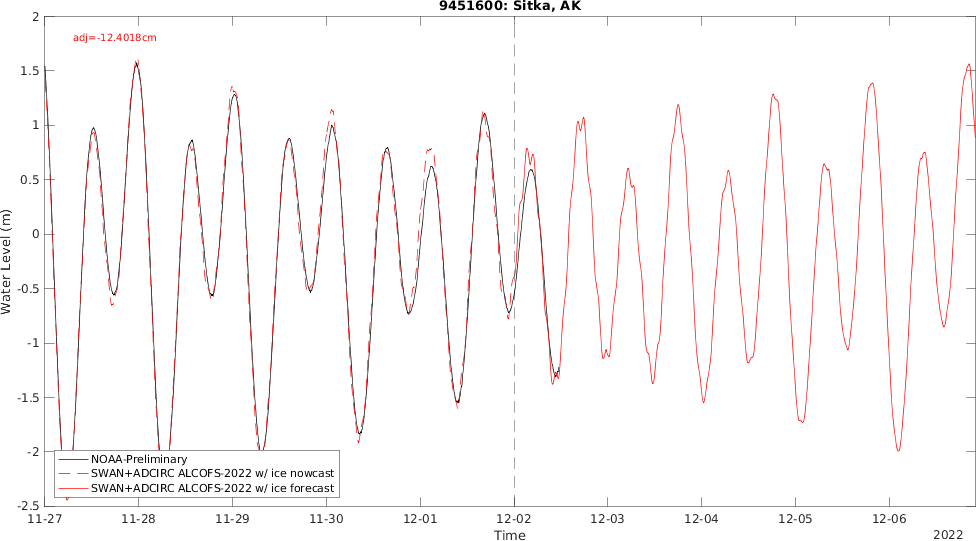 9451600: Sitka, AK
adj=-12.4018cm
2
1.5
1
0.5
0
-0.5
-1
-1.5
-2
-2.5
Water Level (m)
NOAA-Preliminary
SWAN+ADCIRC ALCOFS-2022 w/ ice nowcast
SWAN+ADCIRC ALCOFS-2022 w/ ice forecast
11-27 11-28 11-29 11-30 12-01 12-02 12-03 12-04 12-05 12-06
Time
2022